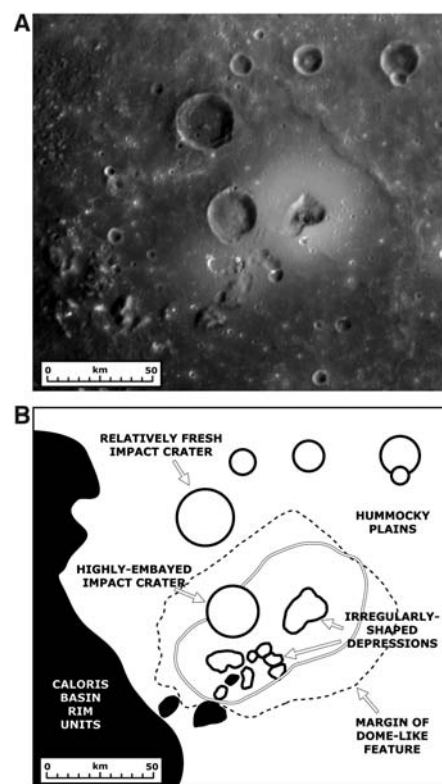 A
km
0 50
B
RELATIVELY FRESH
IMPACT CRATER
HUMMOCKY
PLAINS
HIGHLY-EMBAYED
IMPACT CRATER
IRREGULARLY-
SHAPED
DEPRESSIONS
CALORIS
BASIN
RIM
UNITS
MARGIN OF
DOME-LIKE
FEATURE
km
0 50